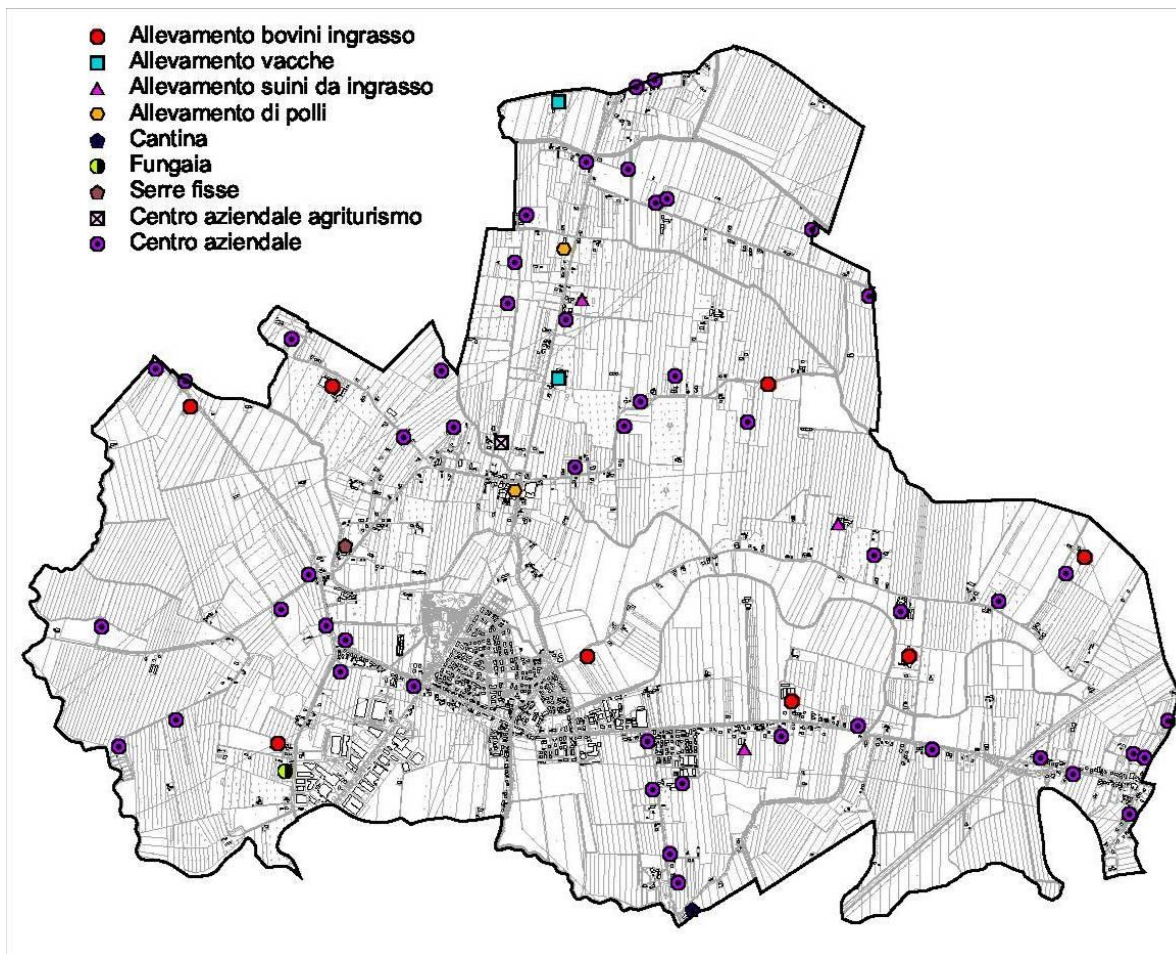 Allevamento bovini ingrasso
Allevamento vacche
Allevamento suini da ingrasso
Allevamento di polli
Cantina
Fungaia
Serre fisse
Centro aziendale agriturismo
Centro aziendale